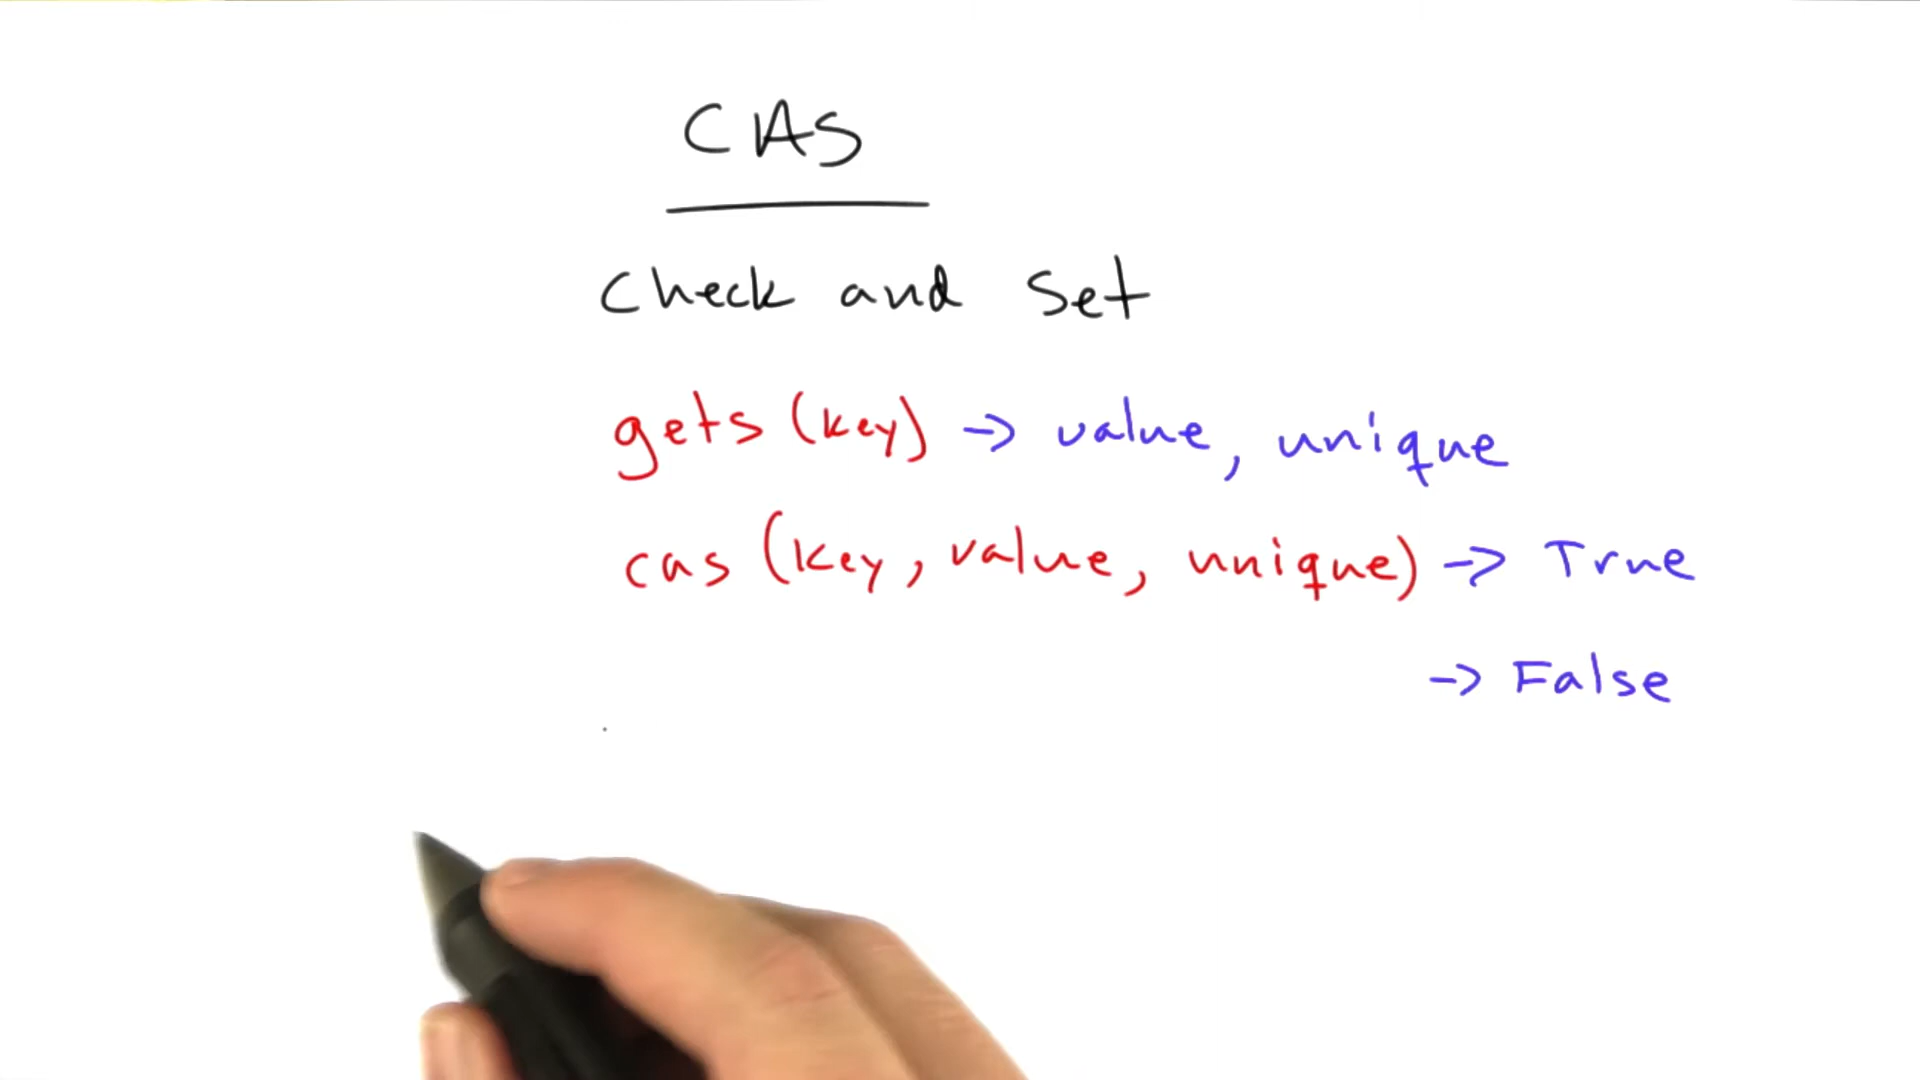 CAS
Check and Set
gets (key) -> value, unique
cas (key, value, unique) -> True
-> False